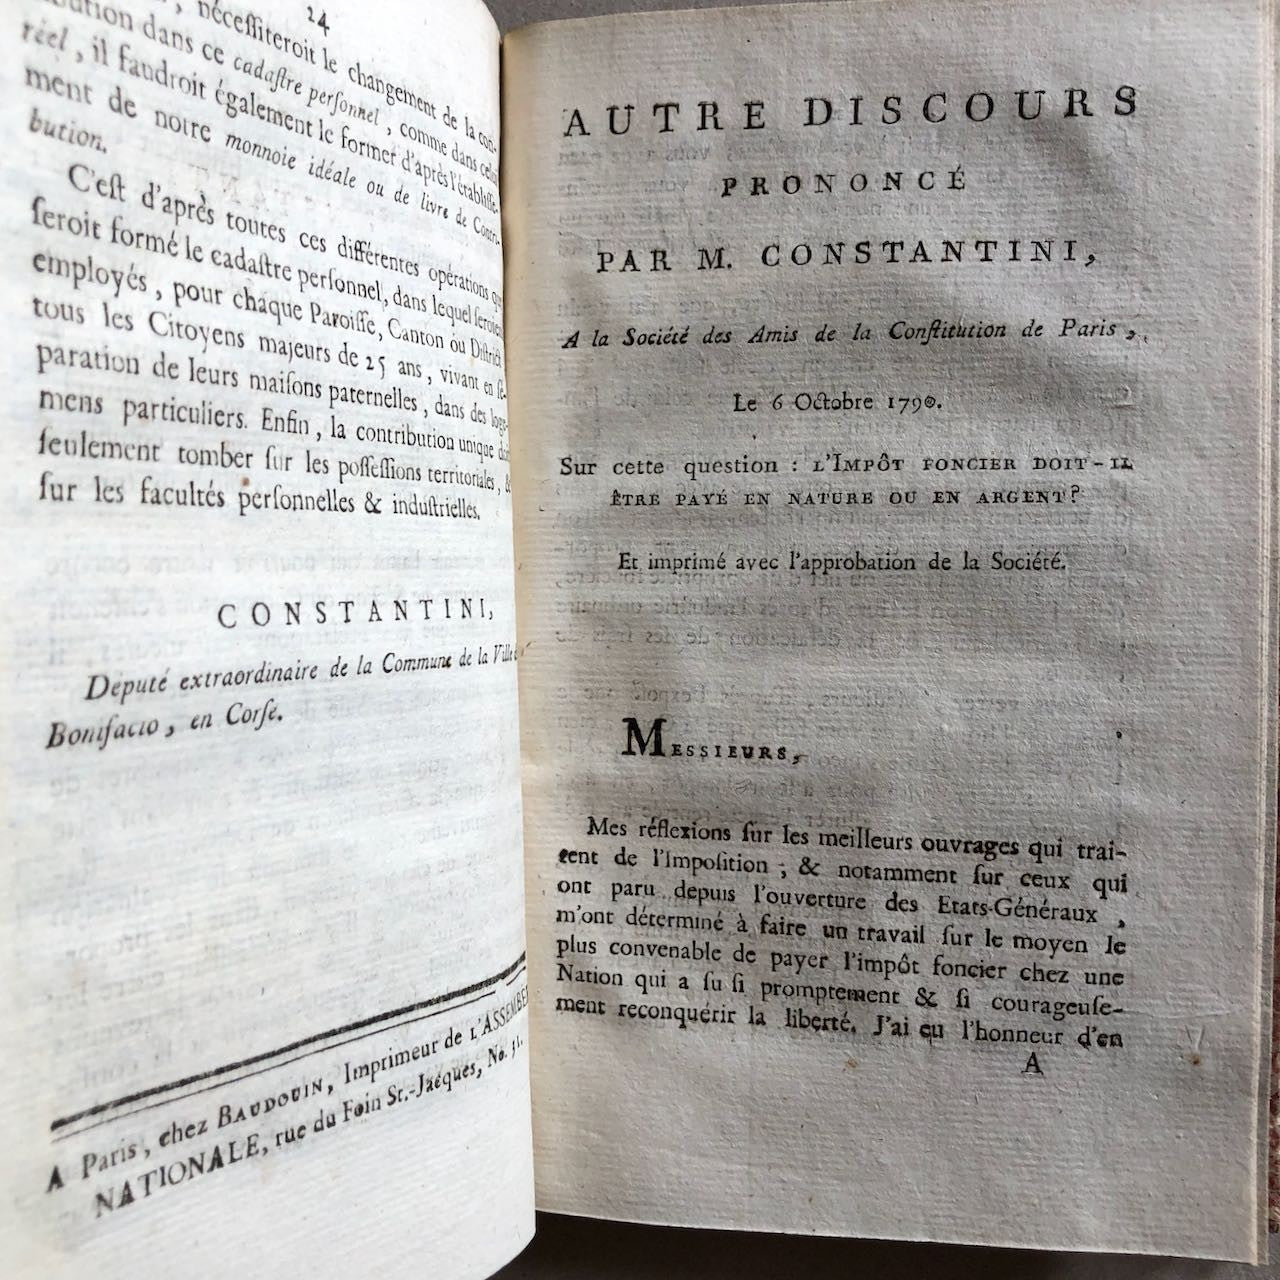 24
, néceſſiteroit le changement de la con-
bution dans ce cadaſtre perſonnel, comme dans celui
réel, il faudroit également le former d'après l'établiſſe-
ment de notre monnoie idéale ou de livre de Contri-
bution.
C'eſt d'après toutes ces différentes opérations que
ſeroit formé le cadaſtre perſonnel, dans lequel ſeroient
employés, pour chaque Paroiſſe, Canton ou Diſtrict
tous les Citoyens majeurs de 25 ans, vivant en ſé-
paration de leurs maiſons paternelles, dans des loge-
mens particuliers. Enfin, la contribution unique doit
ſeulement tomber ſur les poſſeſſions territoriales, &
ſur les facultés perſonnelles & induſtrielles.
CONSTANTINI,
Député extraordinaire de la Commune de la Ville
Bonifacio, en Corſe.
A Paris, chez BAUDOUIN, Imprimeur de L'ASSEMBLÉE
NATIONALE, rue du Foin St.-Jacques, No. 31.
AUTRE DISCOURS
PRONONCÉ
PAR M. CONSTANTINI,
A la Société des Amis de la Conſtitution de Paris,
Le 6 Octobre 1790.
Sur cette question : L'IMPÔT FONCIER DOIT-IL
ÊTRE PAYÉ EN NATURE OU EN ARGENT?
Et imprimé avec l'approbation de la Société.
MESSIEURS,
Mes réflexions ſur les meilleurs ouvrages qui trai-
tent de l'Impoſition ; & notamment ſur ceux qui
ont paru depuis l'ouverture des Etats-Généraux,
m'ont déterminé à faire un travail ſur le moyen le
plus convenable de payer l'impôt foncier chez une
Nation qui a ſu ſi promptement & ſi courageuſe-
ment reconquérir la liberté. J'ai eu l'honneur d'en
A